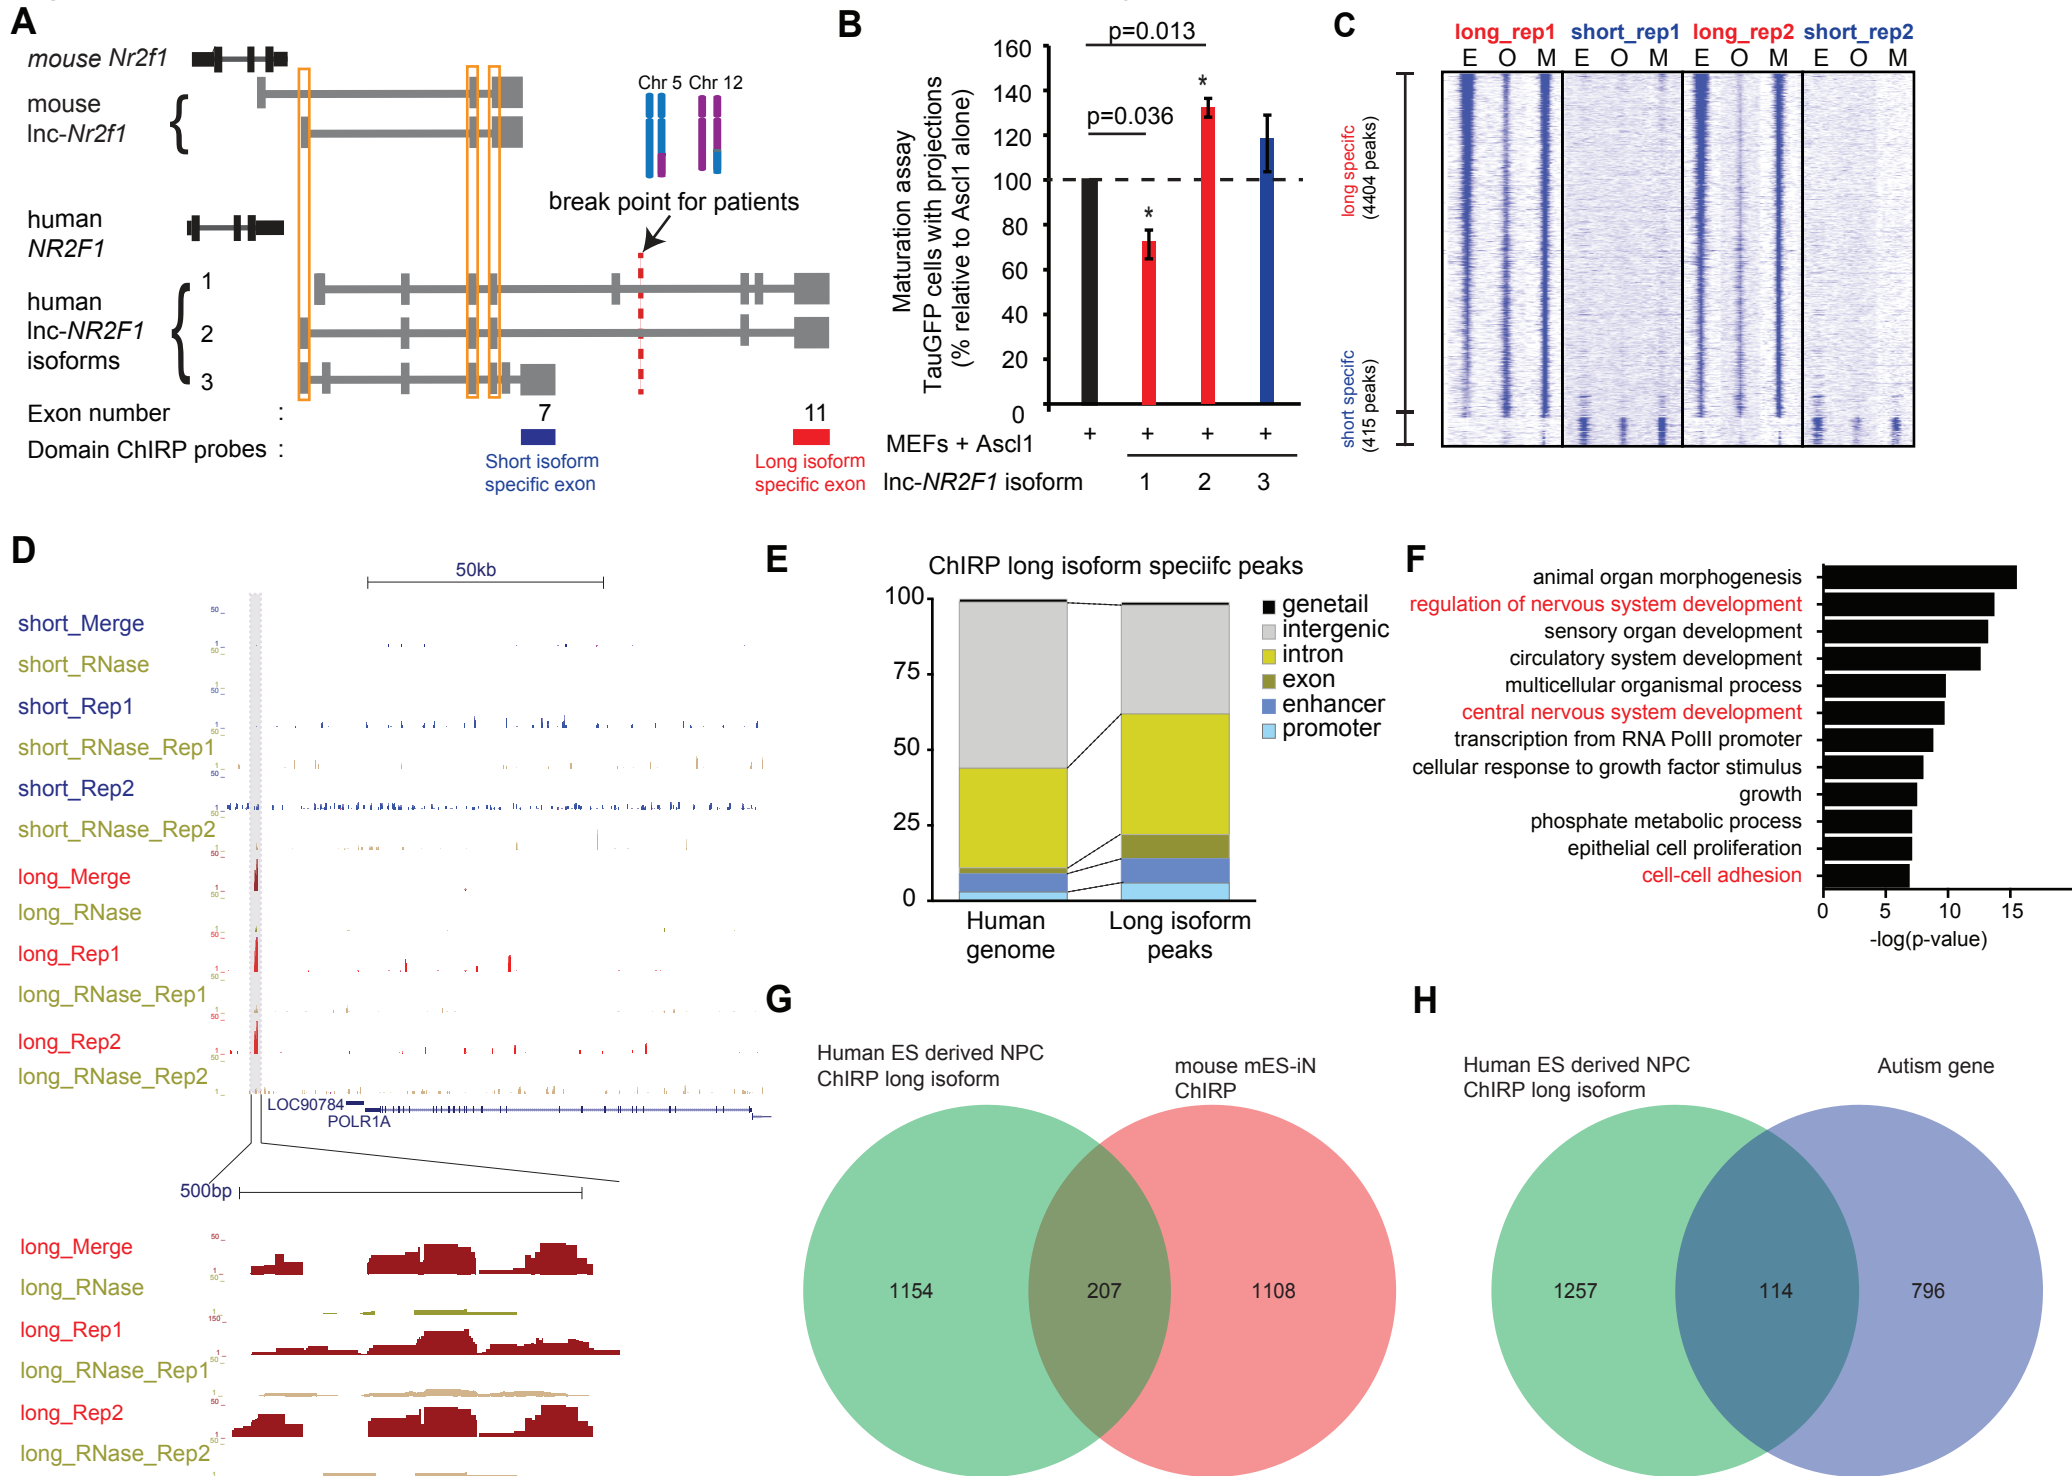 A
mouse Nr2f1
mouse
lnc-Nr2f1
{
Chr 5 Chr 12
break point for patients
human
NR2F1
human
lnc-NR2F1
isoforms
{
1
2
3
Exon number :
7
11
Domain ChIRP probes :
Short isoform
specific exon
Long isoform
specific exon
B
Maturation assay
TauGFP cells with projections
(% relative to Ascl1 alone)
160
140
120
100
80
60
40
20
0
p=0.013
p=0.036
*
*
MEFs + Ascl1
+ + + +
lnc-NR2F1 isoform
1 2 3
C
long_rep1 short_rep1 long_rep2 short_rep2
E O M E O M E O M E O M
long specifc
(4404 peaks)
short specifc
(415 peaks)
D
50kb
short_Merge
short_RNase
short_Rep1
short_RNase_Rep1
short_Rep2
short_RNase_Rep2
long_Merge
long_RNase
long_Rep1
long_RNase_Rep1
long_Rep2
long_RNase_Rep2
LOC90784
POLR1A
500bp
long_Merge
long_RNase
long_Rep1
long_RNase_Rep1
long_Rep2
long_RNase_Rep2
E
ChIRP long isoform speciifc peaks
100
75
50
25
0
Human
genome
Long isoform
peaks
genetail
intergenic
intron
exon
enhancer
promoter
F
animal organ morphogenesis
regulation of nervous system development
sensory organ development
circulatory system development
multicellular organismal process
central nervous system development
transcription from RNA PolII promoter
cellular response to growth factor stimulus
growth
phosphate metabolic process
epithelial cell proliferation
cell-cell adhesion
0 5 10 15
-log(p-value)
G
Human ES derived NPC
ChIRP long isoform
mouse mES-iN
ChIRP
1154
207
1108
H
Human ES derived NPC
ChIRP long isoform
Autism gene
1257
114
796